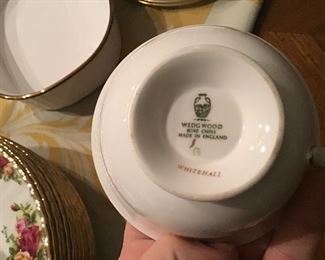 WEDGWOOD
BONE CHINA
MADE IN ENGLAND
WHITEHALL